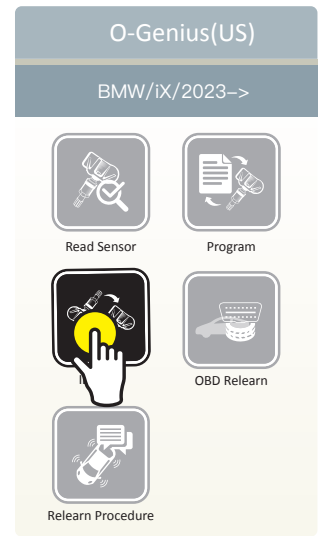 O-Genius(US)
BMW/iX/2023->
Read Sensor
Program
OBD Relearn
Relearn Procedure